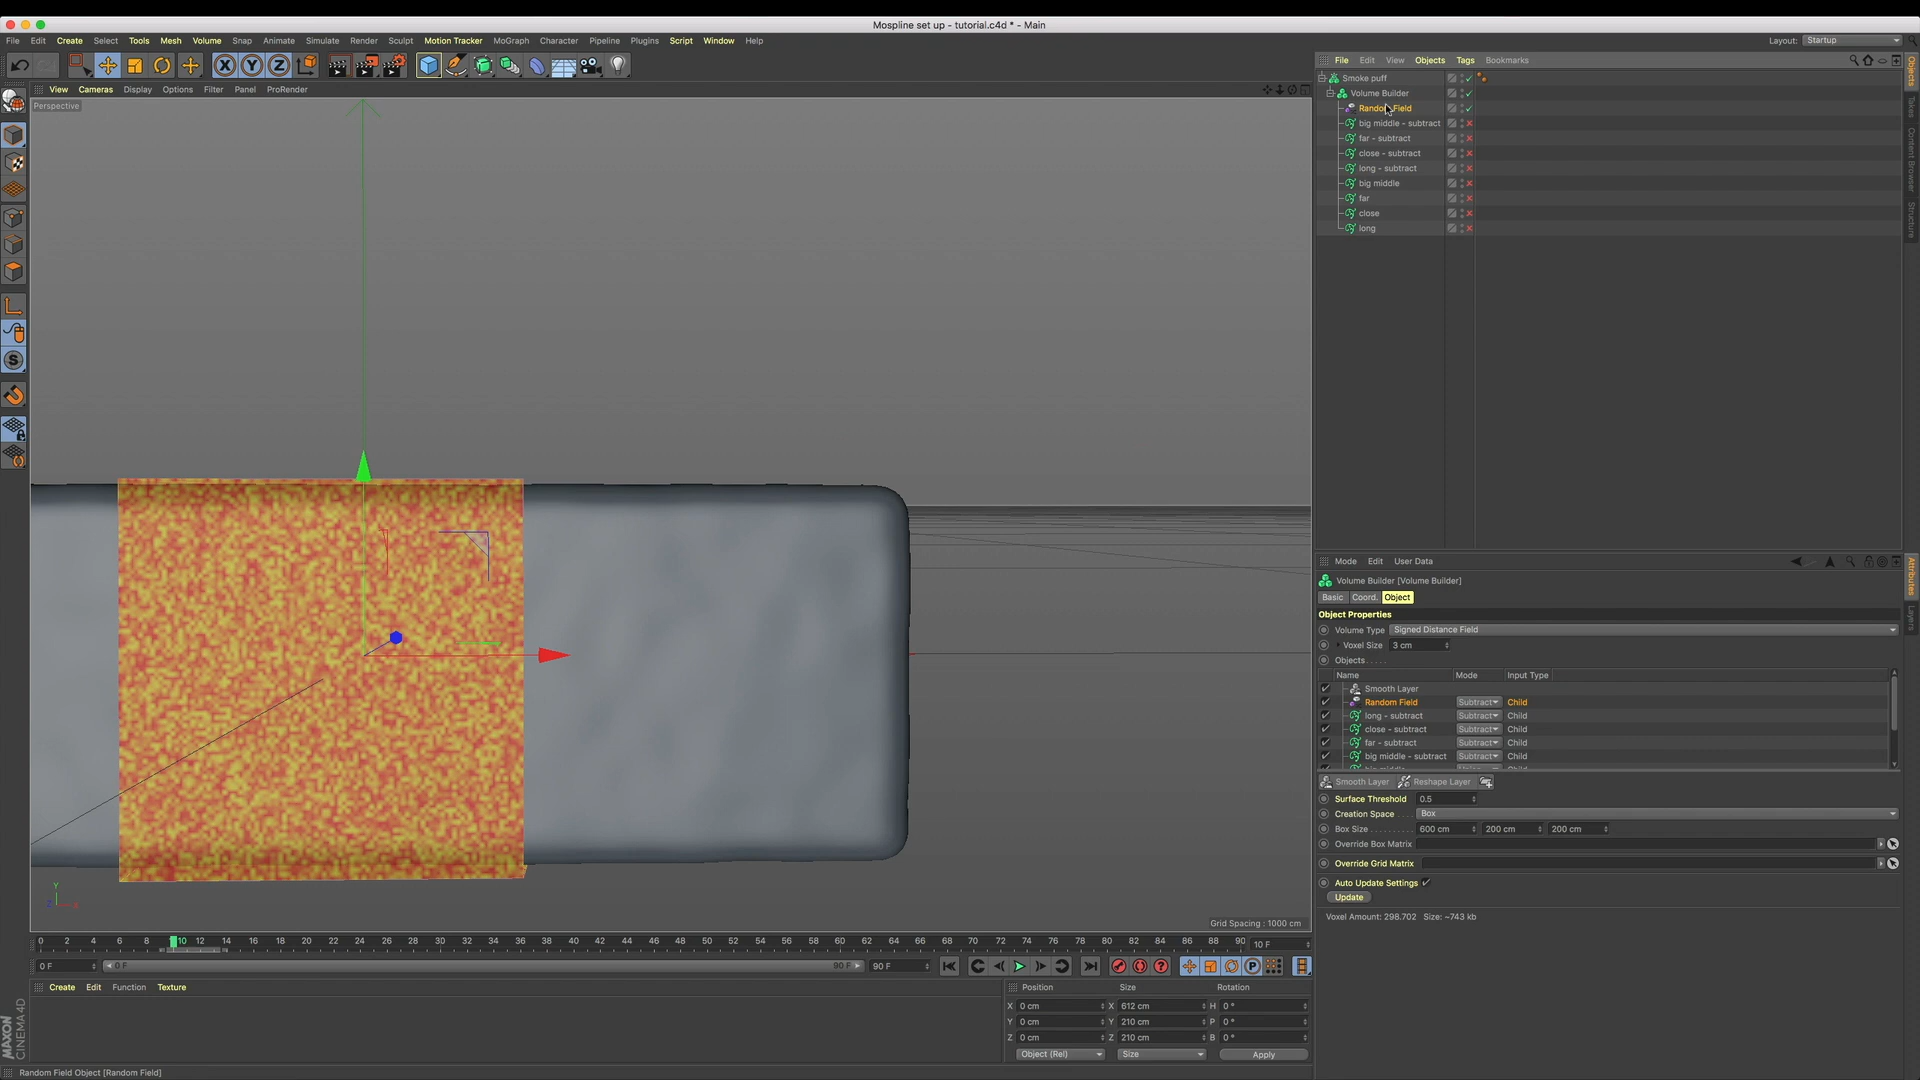 Mospline set up - tutorial.c4d * - Main
File Edit Create Select Tools Mesh Volume Snap Animate Simulate Render Sculpt Motion Tracker MoGraph Character Pipeline Plugins Script Window Help
Layout: Startup
View Cameras Display Options Filter Panel ProRender
Perspective
File Edit View Objects Tags Bookmarks
Smoke puff
Volume Builder
Random Field
big middle - subtract
far - subtract
close - subtract
long - subtract
big middle
far
close
long
Objects
Takes
Content Browser
Structure
Mode Edit User Data
Volume Builder [Volume Builder]
Basic Coord. Object
Object Properties
Volume Type Signed Distance Field
Voxel Size 3 cm
Objects
Name Mode Input Type
Smooth Layer
Random Field Subtract Child
long - subtract Subtract Child
close - subtract Subtract Child
far - subtract Subtract Child
big middle - subtract Subtract Child
Smooth Layer Reshape Layer
Surface Threshold 0.5
Creation Space Box
Box Size 600 cm 200 cm 200 cm
Override Box Matrix
Override Grid Matrix
Auto Update Settings
Update
Voxel Amount: 298.702 Size: ~743 kb
Attributes
Layers
Y
Grid Spacing : 1000 cm
0 2 4 6 8 10 12 14 16 18 20 22 24 26 28 30 32 34 36 38 40 42 44 46 48 50 52 54 56 58 60 62 64 66 68 70 72 74 76 78 80 82 84 86 88 90 10 F
0 F 0 F 90 F 90 F
Create Edit Function Texture
Position Size Rotation
X 0 cm X 612 cm H 0 °
Y 0 cm Y 210 cm P 0 °
Z 0 cm Z 210 cm B 0 °
Object (Rel) Size Apply
MAXON CINEMA 4D
Random Field Object [Random Field]